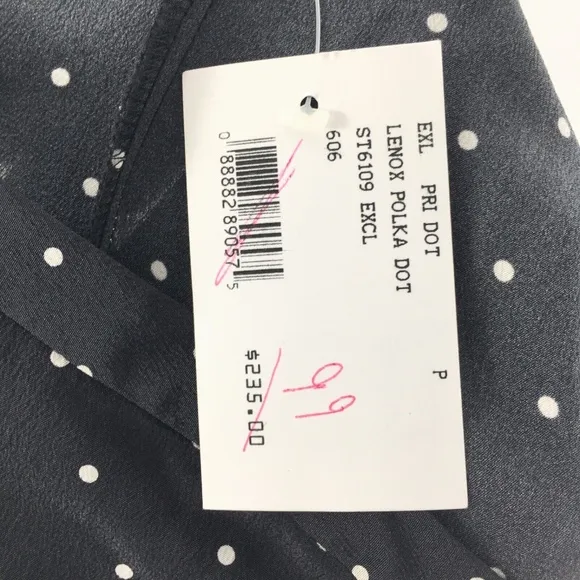 EXL PRI DOT
LENOX POLKA DOT
ST6109 EXCL
606
0 88882 89057 5
P
$235.00
99